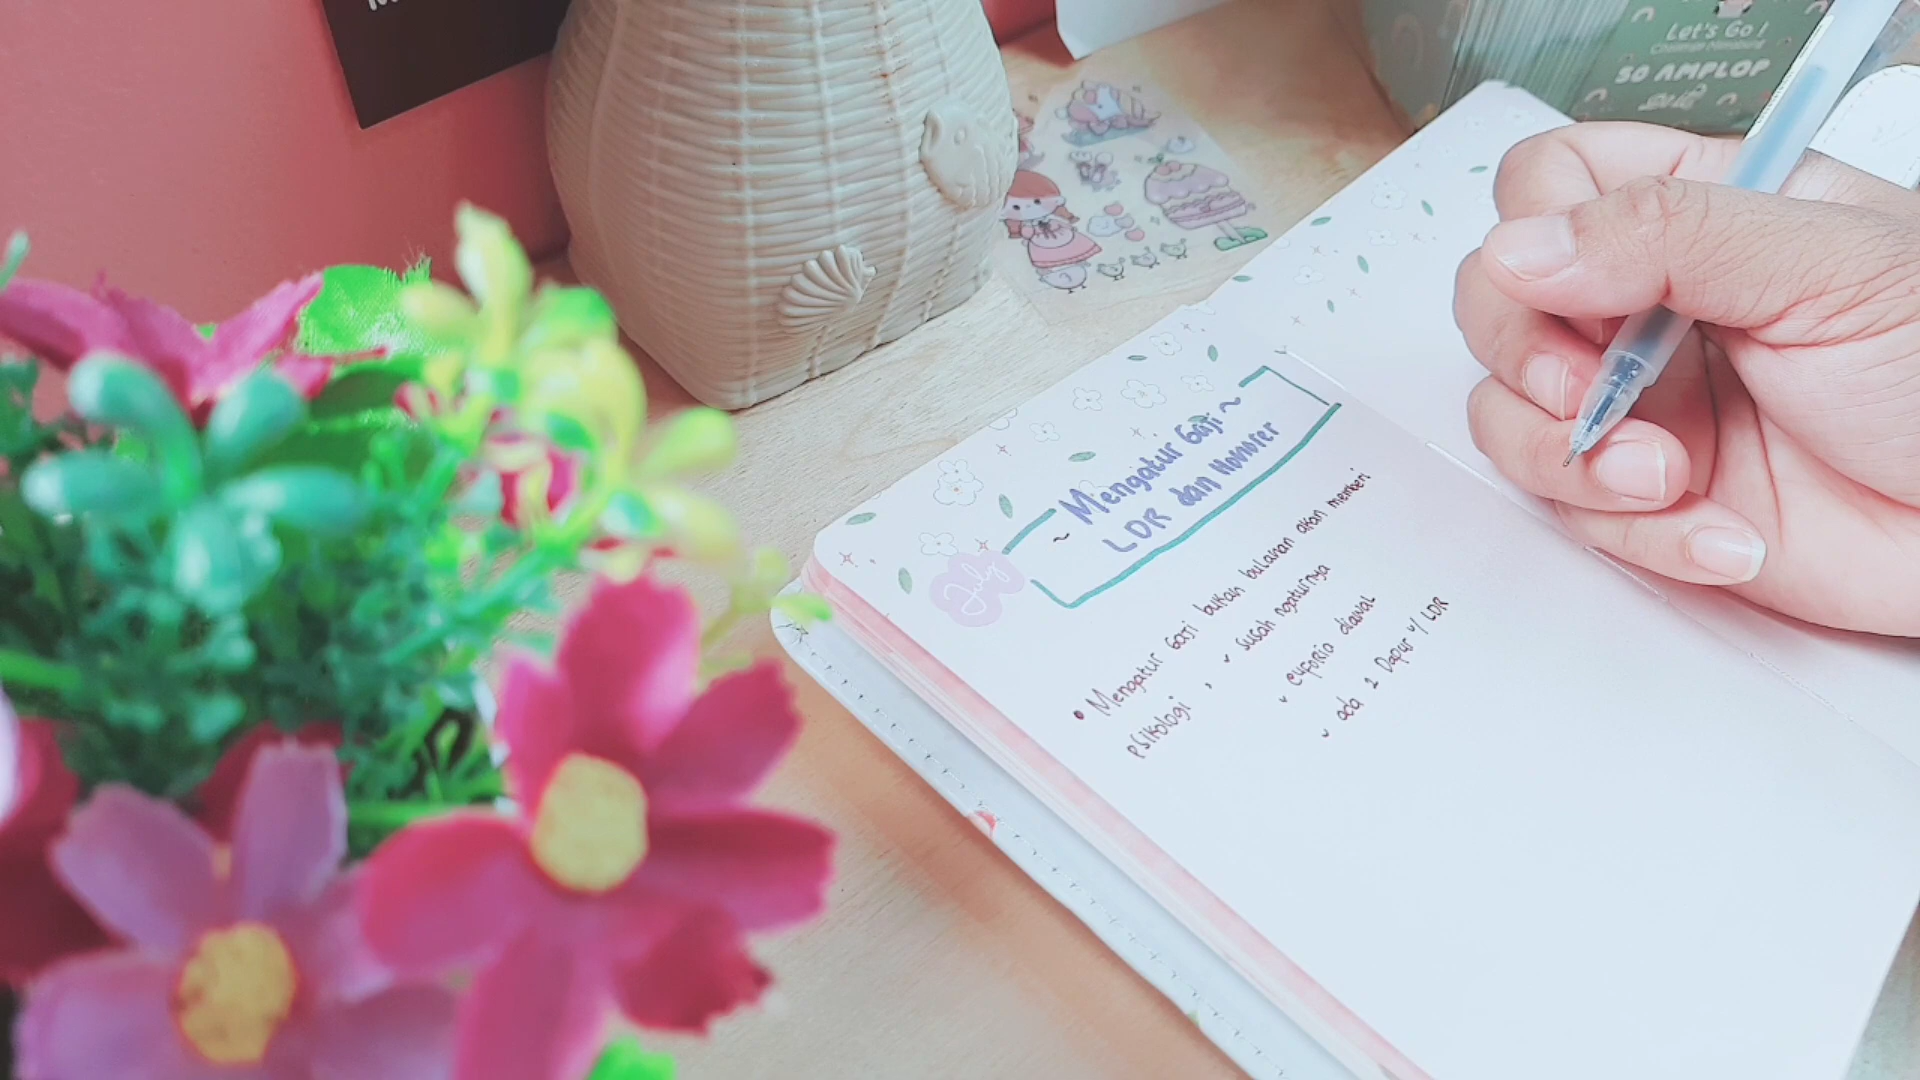 Let's Go!
50 AMPLOP
~ Mengatur Gaji ~
LDR dan Honorer
July
• Mengatur Gaji bukan bulanan akan memberi
psikologi, ✓ susah ngaturnya
✓ euforia diawal
✓ ada 2 Dapur u/ LDR